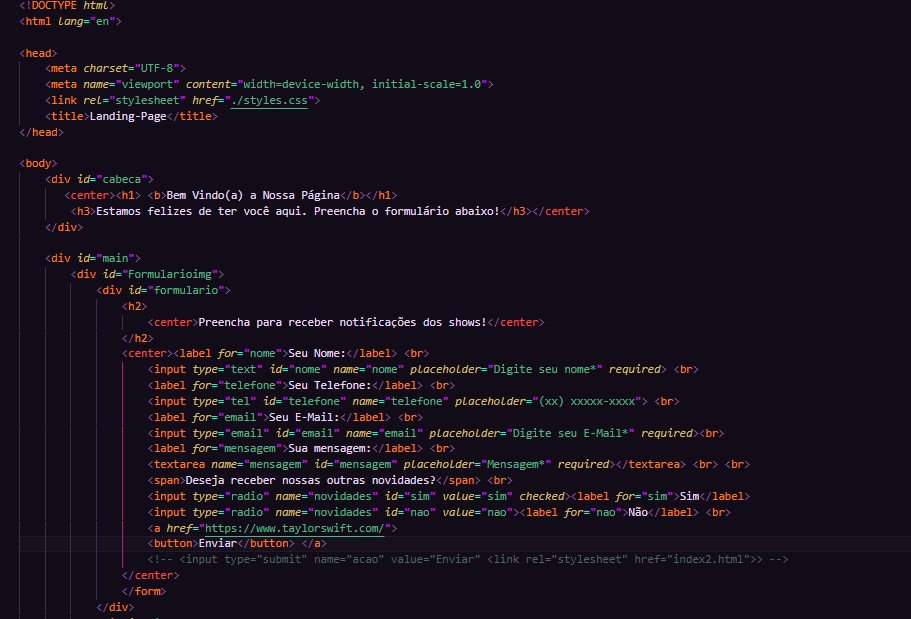 <!DOCTYPE html>
<html lang="en">
<head>
<meta charset="UTF-8">
<meta name="viewport" content="width=device-width, initial-scale=1.0">
<link rel="stylesheet" href="./styles.css">
<title>Landing-Page</title>
</head>
<body>
<div id="cabeca">
<center><h1> <b>Bem Vindo(a) a Nossa Página</b></h1>
<h3>Estamos felizes de ter você aqui. Preencha o formulário abaixo!</h3></center>
</div>
<div id="main">
<div id="Formularioimg">
<div id="formulario">
<h2>
<center>Preencha para receber notificações dos shows!</center>
</h2>
<center><label for="nome">Seu Nome:</label> <br>
<input type="text" id="nome" name="nome" placeholder="Digite seu nome*" required> <br>
<label for="telefone">Seu Telefone:</label> <br>
<input type="tel" id="telefone" name="telefone" placeholder="(xx) xxxxx-xxxx"> <br>
<label for="email">Seu E-Mail:</label> <br>
<input type="email" id="email" name="email" placeholder="Digite seu E-Mail*" required><br>
<label for="mensagem">Sua mensagem:</label> <br>
<textarea name="mensagem" id="mensagem" placeholder="Mensagem*" required></textarea> <br> <br>
<span>Deseja receber nossas outras novidades?</span> <br>
<input type="radio" name="novidades" id="sim" value="sim" checked><label for="sim">Sim</label>
<input type="radio" name="novidades" id="nao" value="nao"><label for="nao">Não</label> <br>
<a href="https://www.taylorswift.com/">
<button>Enviar</button> </a>
<!-- <input type="submit" name="acao" value="Enviar" <link rel="stylesheet" href="index2.html">> -->
</center>
</form>
</div>